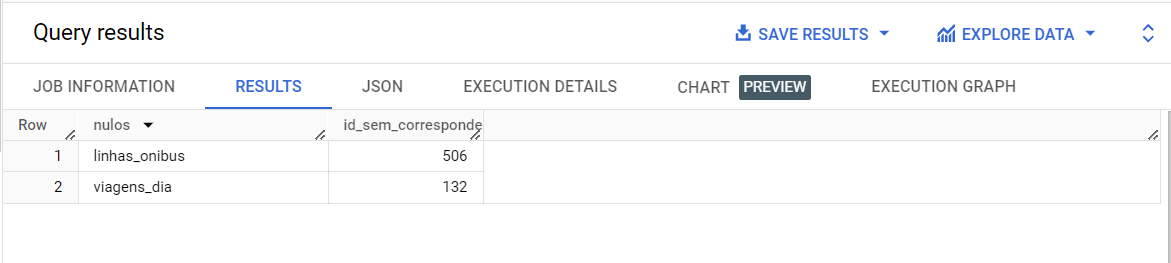 Query results SAVE RESULTS EXPLORE DATA
JOB INFORMATION RESULTS JSON EXECUTION DETAILS CHART PREVIEW EXECUTION GRAPH
Row nulos id_sem_corresponde
1 linhas_onibus 506
2 viagens_dia 132